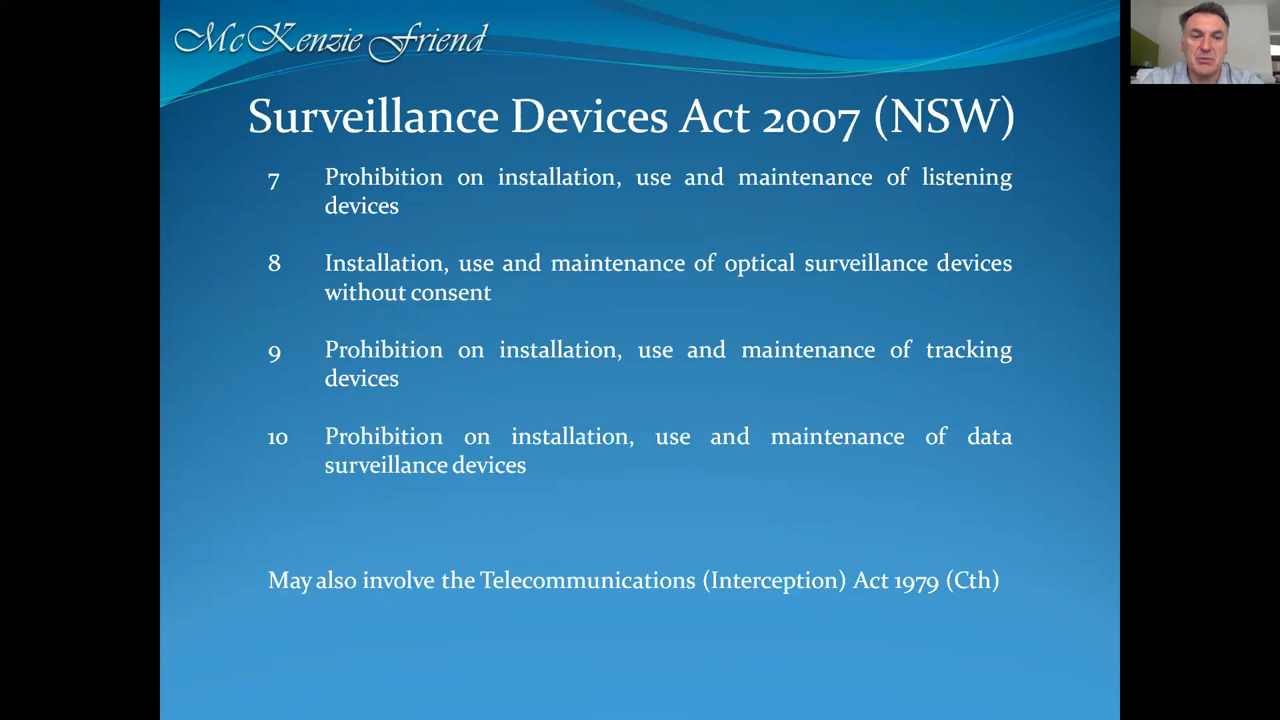 McKenzie Friend
Surveillance Devices Act 2007 (NSW)
7 Prohibition on installation, use and maintenance of listening
devices
8 Installation, use and maintenance of optical surveillance devices
without consent
9 Prohibition on installation, use and maintenance of tracking
devices
10 Prohibition on installation, use and maintenance of data
surveillance devices
May also involve the Telecommunications (Interception) Act 1979 (Cth)